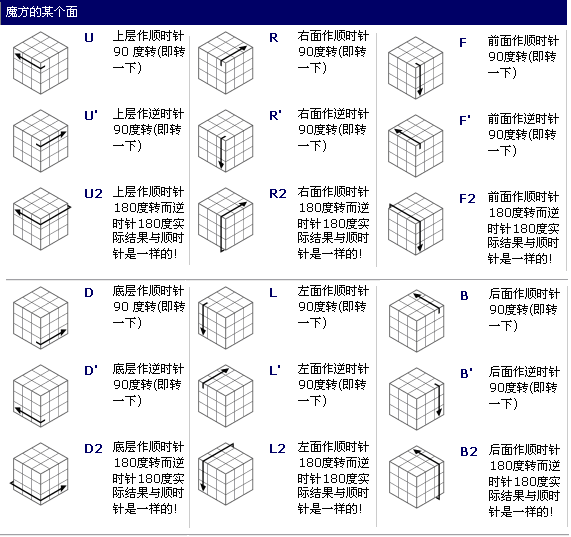 魔方的某个面
U
上层作顺时针
90 度转(即转
一下)
R
右面作顺时针
90 度转(即转
一下)
F
前面作顺时针
90度转(即转
一下)
U'
上层作逆时针
90度转(即转
一下)
R'
右面作逆时针
90度转(即转
一下)
F'
前面作逆时针
90度转(即转
一下)
U2
上层作顺时针
180度转而逆
时针180度实
际结果与顺时
针是一样的!
R2
右面作顺时针
180度转而逆
时针180度实
际结果与顺时
针是一样的!
F2
前面作顺时针
180度转而逆
时针180度实
际结果与顺时
针是一样的!
D
底层作顺时针
90 度转(即转
一下)
L
左面作顺时针
90度转(即转
一下)
B
后面作顺时针
90度转(即转
一下)
D'
底层作逆时针
90度转(即转
一下)
L'
左面作逆时针
90度转(即转
一下)
B'
后面作逆时针
90度转(即转
一下)
D2
底层作顺时针
180度转而逆
时针180度实
际结果与顺时
针是一样的!
L2
左面作顺时针
180度转而逆
时针180度实
际结果与顺时
针是一样的!
B2
后面作顺时针
180度转而逆
时针180度实
际结果与顺时
针是一样的!